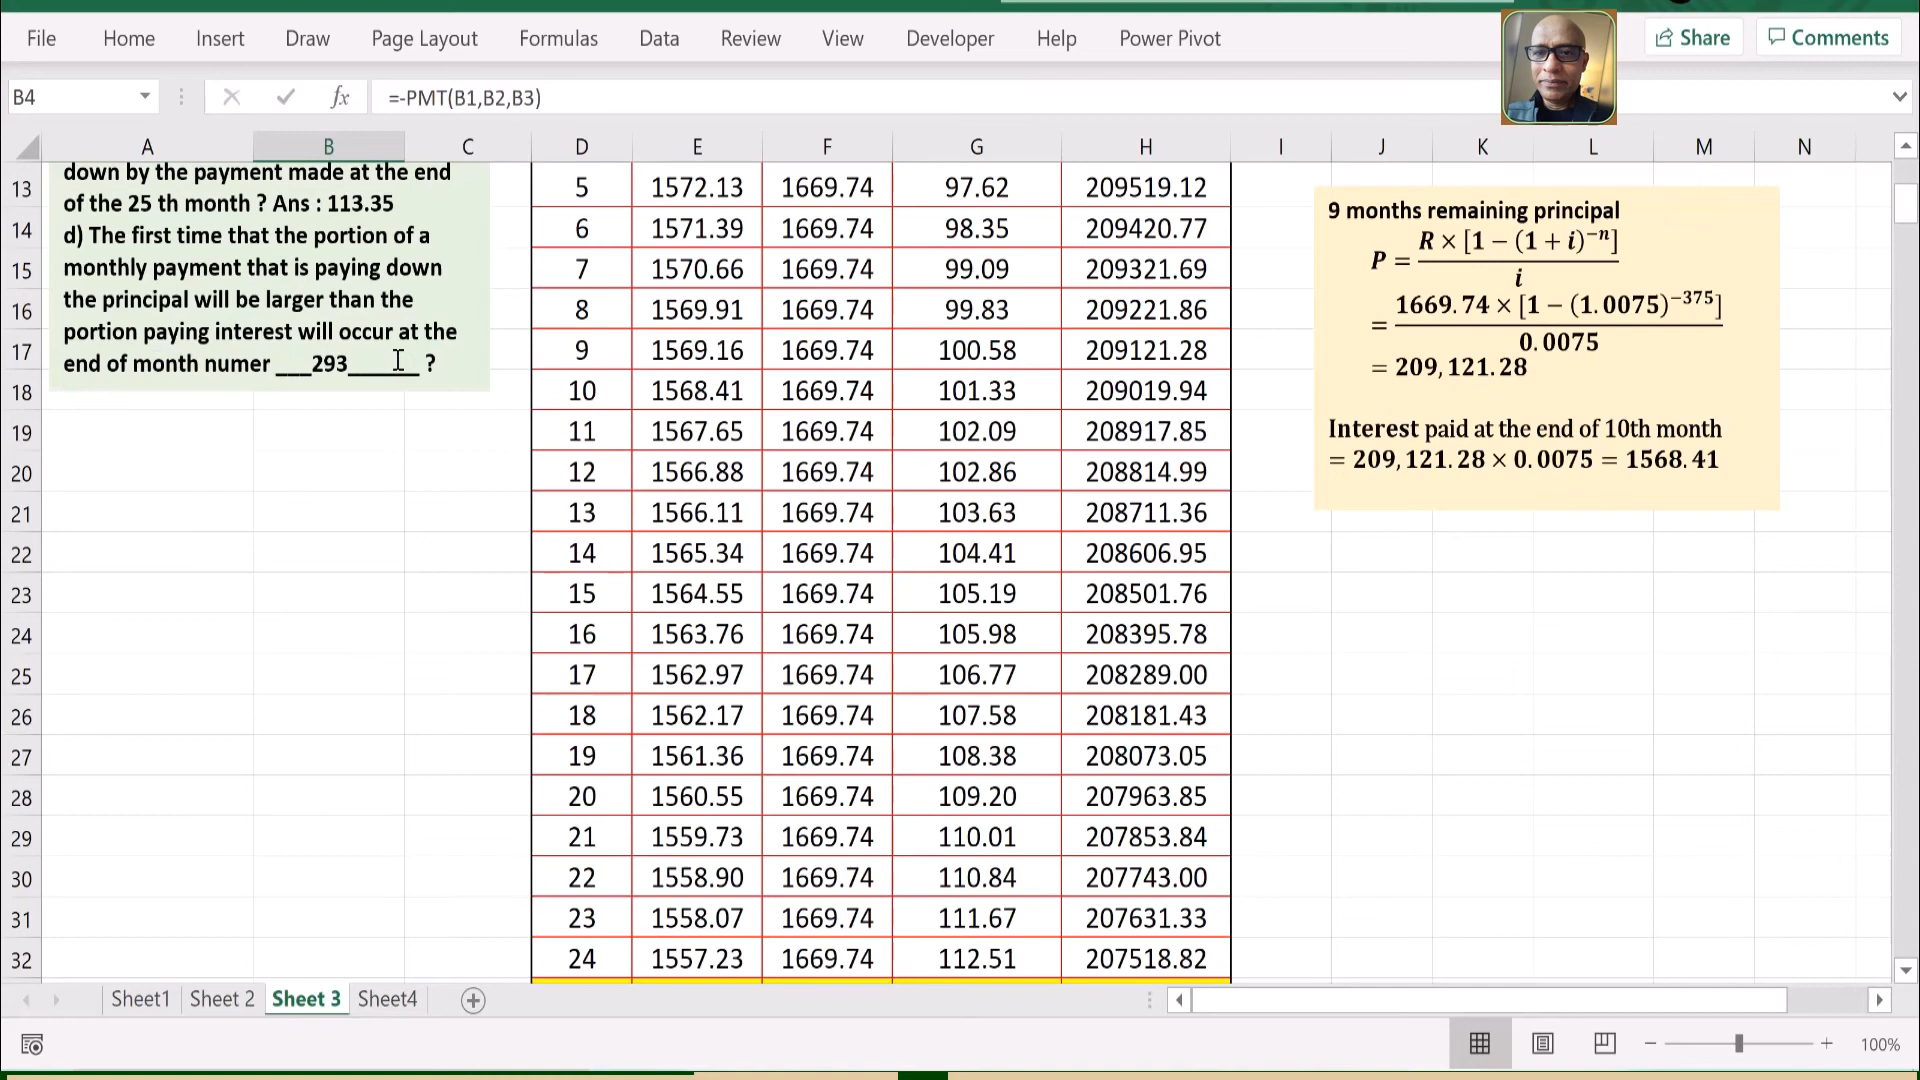 File Home Insert Draw Page Layout Formulas Data Review View Developer Help Power Pivot Share Comments
B4 fx =-PMT(B1,B2,B3)
A B C D E F G H I J K L M N
down by the payment made at the end
of the 25 th month ? Ans : 113.35
d) The first time that the portion of a
monthly payment that is paying down
the principal will be larger than the
portion paying interest will occur at the
end of month numer ___293______ ?
13 5 1572.13 1669.74 97.62 209519.12
14 6 1571.39 1669.74 98.35 209420.77
15 7 1570.66 1669.74 99.09 209321.69
16 8 1569.91 1669.74 99.83 209221.86
17 9 1569.16 1669.74 100.58 209121.28
18 10 1568.41 1669.74 101.33 209019.94
19 11 1567.65 1669.74 102.09 208917.85
20 12 1566.88 1669.74 102.86 208814.99
21 13 1566.11 1669.74 103.63 208711.36
22 14 1565.34 1669.74 104.41 208606.95
23 15 1564.55 1669.74 105.19 208501.76
24 16 1563.76 1669.74 105.98 208395.78
25 17 1562.97 1669.74 106.77 208289.00
26 18 1562.17 1669.74 107.58 208181.43
27 19 1561.36 1669.74 108.38 208073.05
28 20 1560.55 1669.74 109.20 207963.85
29 21 1559.73 1669.74 110.01 207853.84
30 22 1558.90 1669.74 110.84 207743.00
31 23 1558.07 1669.74 111.67 207631.33
32 24 1557.23 1669.74 112.51 207518.82
9 months remaining principal
P = R × [1 − (1 + i)⁻ⁿ] / i
= 1669.74 × [1 − (1.0075)⁻³⁷⁵] / 0.0075
= 209,121.28
Interest paid at the end of 10th month
= 209,121.28 × 0.0075 = 1568.41
Sheet1 Sheet 2 Sheet 3 Sheet4
100%